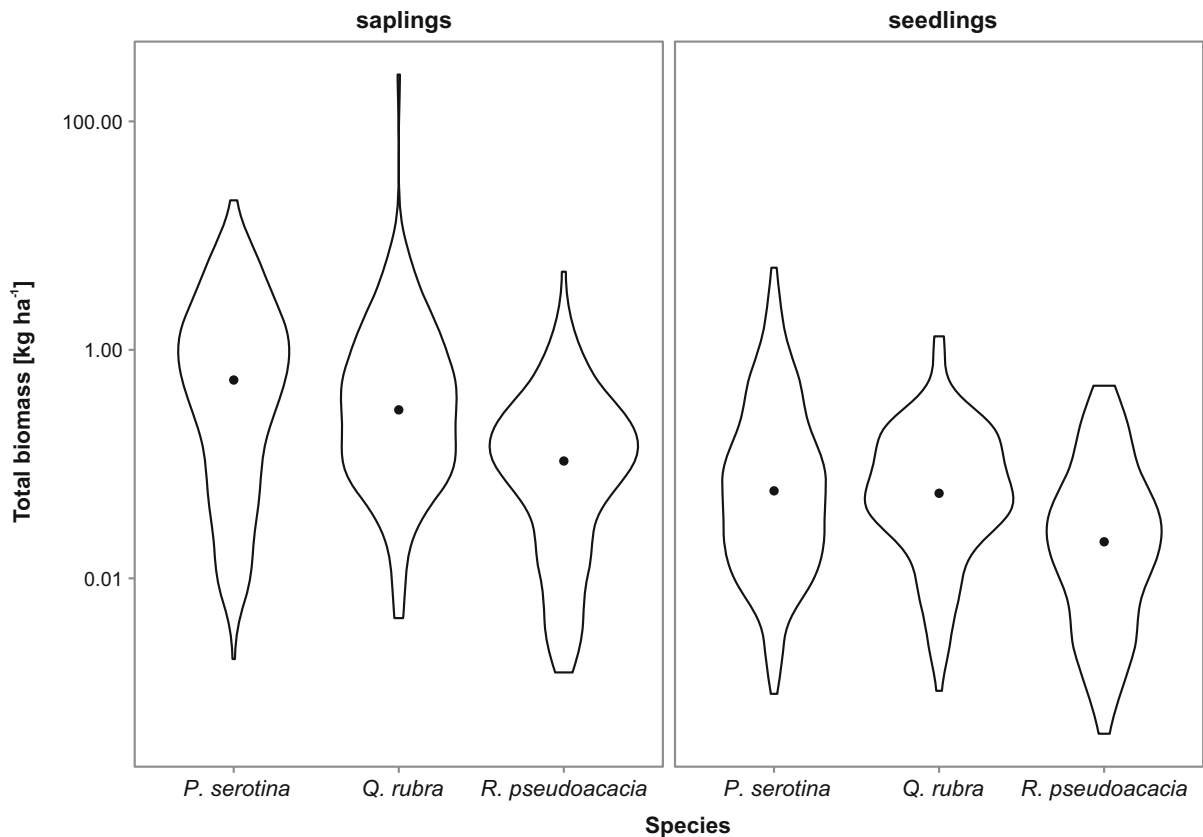 saplings
seedlings
Total biomass [kg ha⁻¹]
100.00
1.00
0.01
P. serotina
Q. rubra
R. pseudoacacia
P. serotina
Q. rubra
R. pseudoacacia
Species